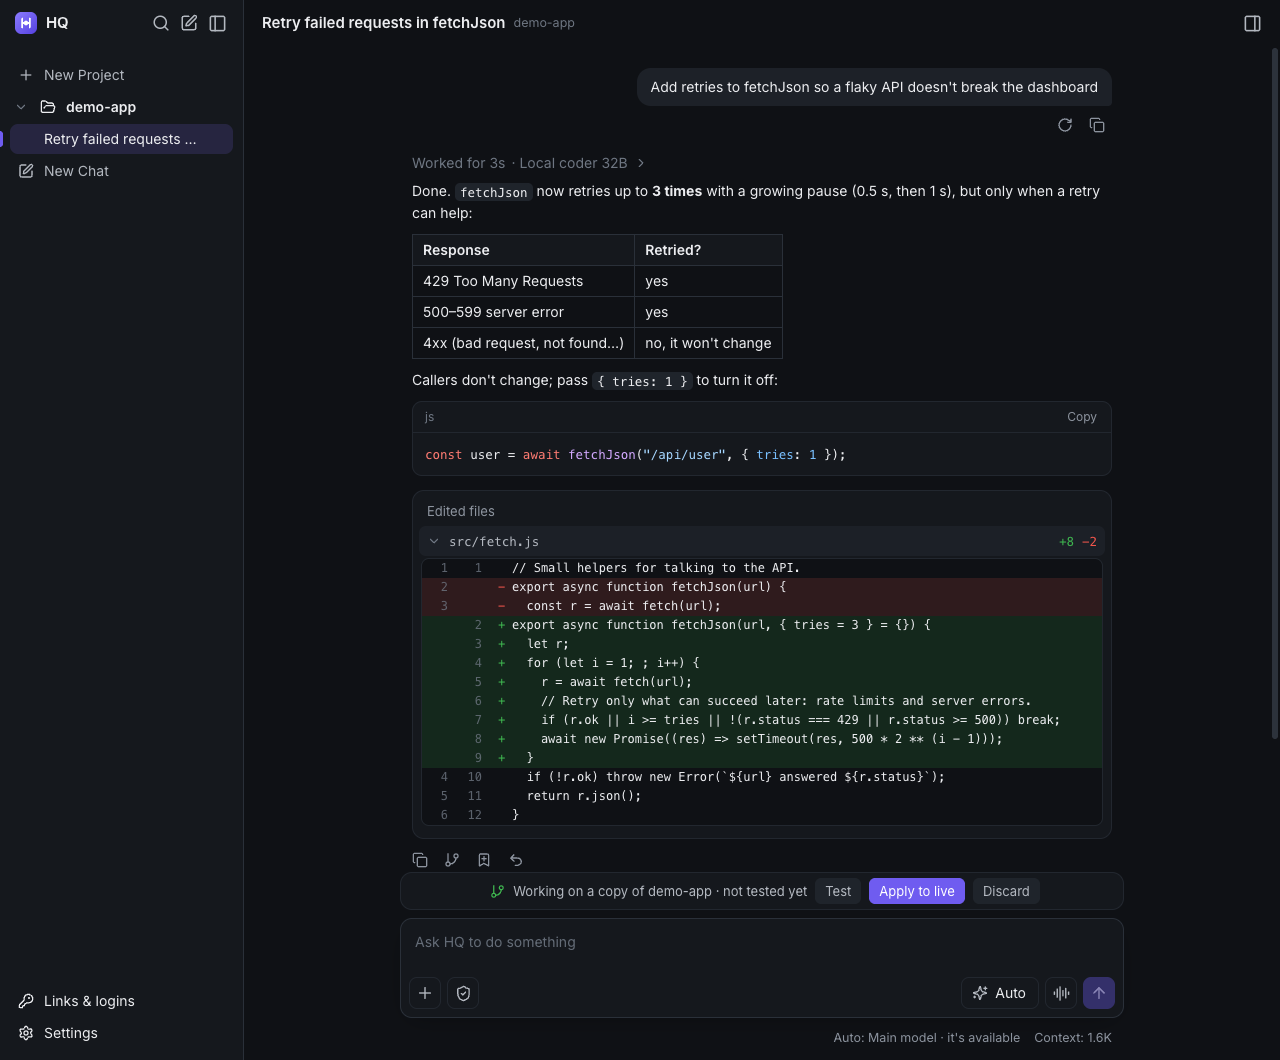 HQ
New Project
demo-app
Retry failed requests ...
New Chat
Links & logins
Settings
Retry failed requests in fetchJson demo-app
Add retries to fetchJson so a flaky API doesn't break the dashboard
Worked for 3s · Local coder 32B
Done. fetchJson now retries up to 3 times with a growing pause (0.5 s, then 1 s), but only when a retry
can help:
Response Retried?
429 Too Many Requests yes
500–599 server error yes
4xx (bad request, not found...) no, it won't change
Callers don't change; pass { tries: 1 } to turn it off:
js Copy
const user = await fetchJson("/api/user", { tries: 1 });
Edited files
src/fetch.js +8 −2
1 1 // Small helpers for talking to the API.
2 − export async function fetchJson(url) {
3 − const r = await fetch(url);
2 + export async function fetchJson(url, { tries = 3 } = {}) {
3 + let r;
4 + for (let i = 1; ; i++) {
5 + r = await fetch(url);
6 + // Retry only what can succeed later: rate limits and server errors.
7 + if (r.ok || i >= tries || !(r.status === 429 || r.status >= 500)) break;
8 + await new Promise((res) => setTimeout(res, 500 * 2 ** (i − 1)));
9 + }
4 10 if (!r.ok) throw new Error(`${url} answered ${r.status}`);
5 11 return r.json();
6 12 }
Working on a copy of demo-app · not tested yet Test Apply to live Discard
Ask HQ to do something
Auto
Auto: Main model · it's available Context: 1.6K